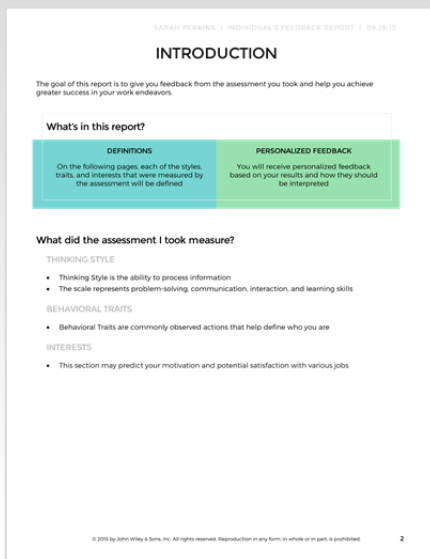 SARAH PERKINS | INDIVIDUAL'S FEEDBACK REPORT | 09.28.15
INTRODUCTION
The goal of this report is to give you feedback from the assessment you took and help you achieve
greater success in your work endeavors.
What's in this report?
DEFINITIONS
On the following pages, each of the styles,
traits, and interests that were measured by
the assessment will be defined
PERSONALIZED FEEDBACK
You will receive personalized feedback
based on your results and how they should
be interpreted
What did the assessment I took measure?
THINKING STYLE
• Thinking Style is the ability to process information
• The scale represents problem-solving, communication, interaction, and learning skills
BEHAVIORAL TRAITS
• Behavioral Traits are commonly observed actions that help define who you are
INTERESTS
• This section may predict your motivation and potential satisfaction with various jobs
© 2015 by John Wiley & Sons, Inc. All rights reserved. Reproduction in any form, in whole or in part, is prohibited.
2